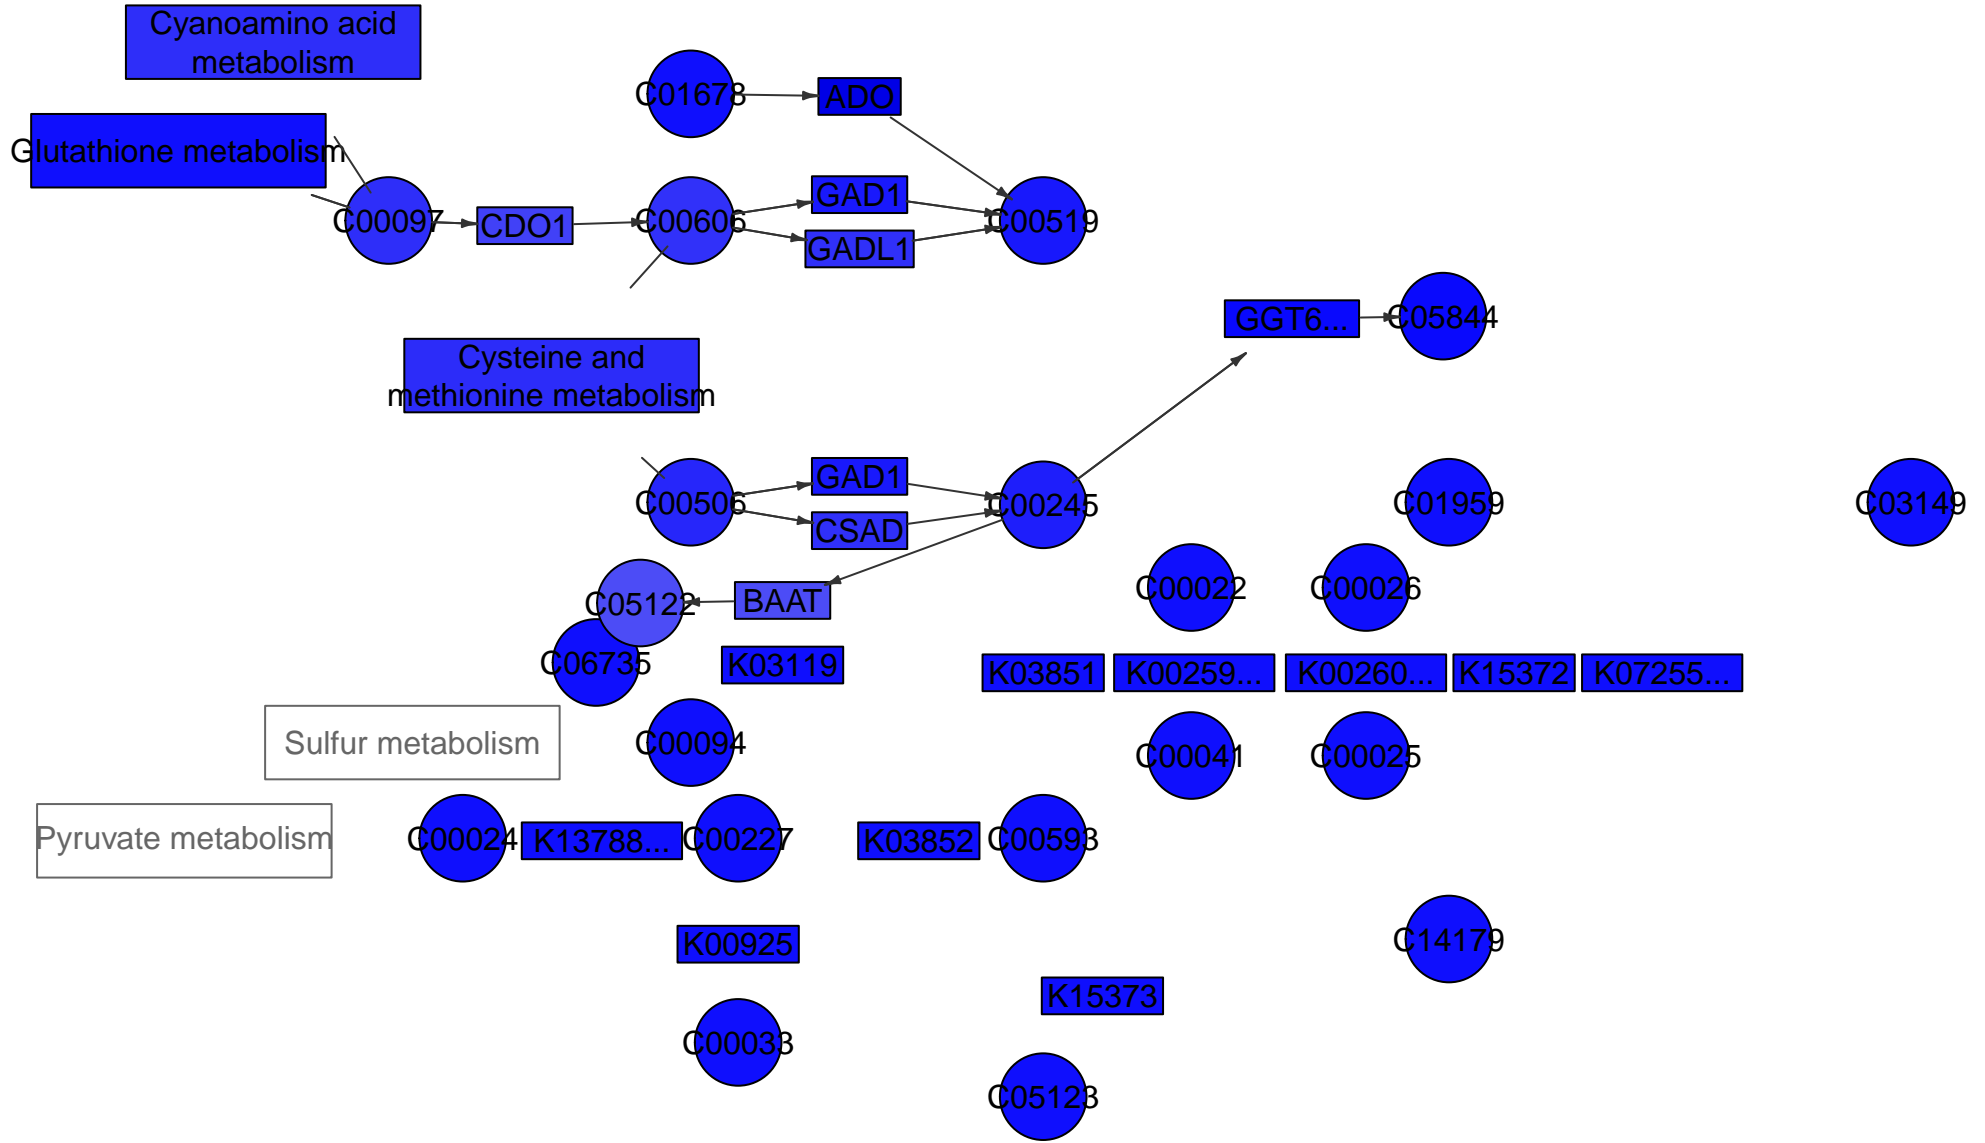 Cyanoamino acid
metabolism
C01678
ADO
Glutathione metabolism
C00097
CDO1
C00606
GAD1
GADL1
C00519
GGT6...
C05844
Cysteine and
methionine metabolism
C00506
GAD1
CSAD
C00245
C01959
C03149
C05122
BAAT
C00022
C00026
C06735
K03119
K03851
K00259...
K00260...
K15372
K07255...
Sulfur metabolism
C00094
C00041
C00025
Pyruvate metabolism
C00024
K13788...
C00227
K03852
C00593
K00925
C14179
K15373
C00033
C05123